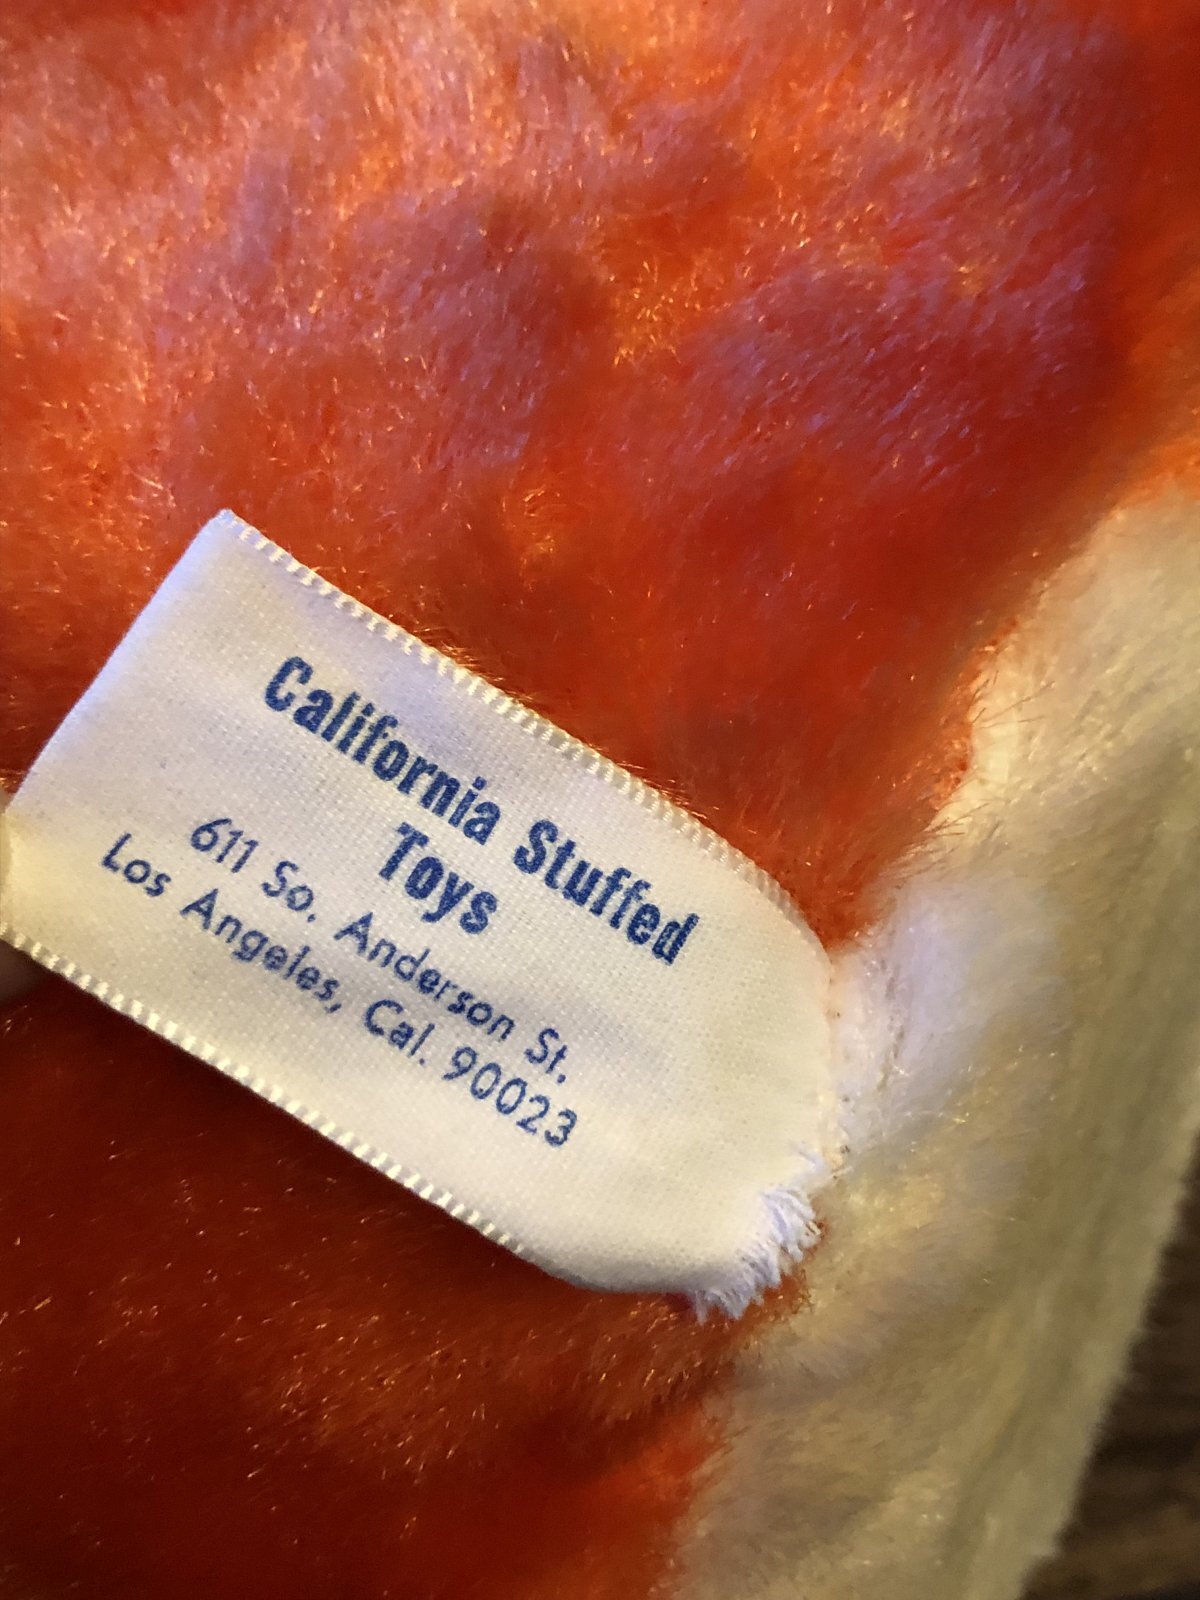 California Stuffed
Toys
611 So. Anderson St.
Los Angeles, Cal. 90023